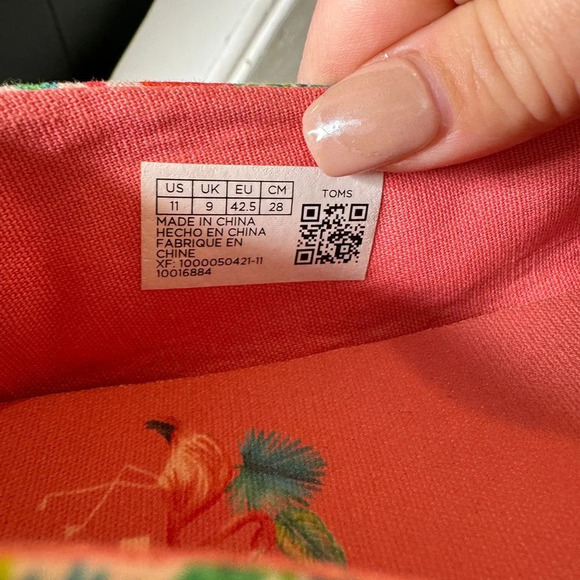 US UK EU CM TOMS
11 9 42.5 28
MADE IN CHINA
HECHO EN CHINA
FABRIQUE EN
CHINE
XF: 1000050421-11
10016884